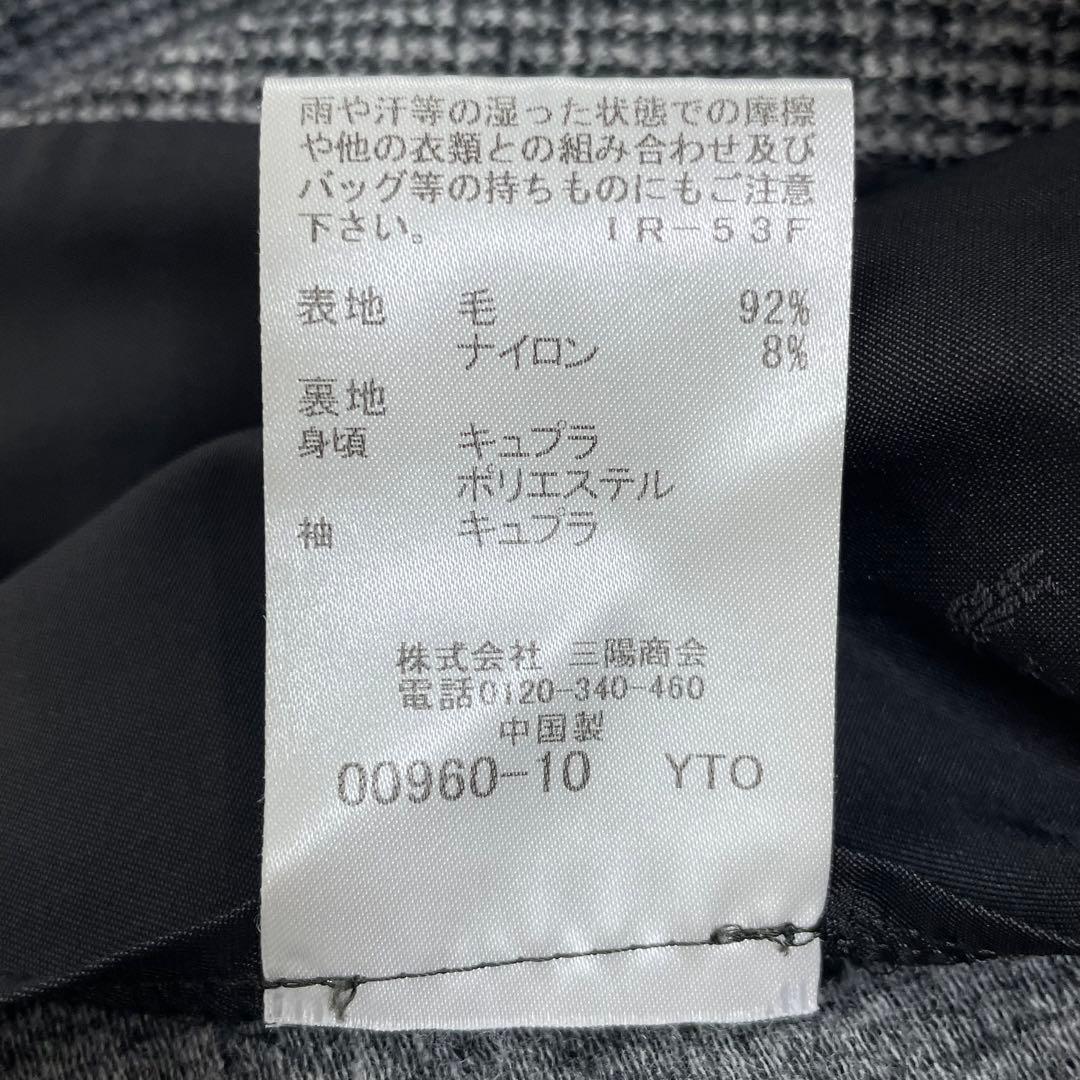 雨や汗等の湿った状態での摩擦
や他の衣類との組み合わせ及び
バッグ等の持ちものにもご注意
下さい。 IR-53F
表地 毛 92%
ナイロン 8%
裏地
身頃 キュプラ
ポリエステル
袖 キュプラ
株式会社 三陽商会
電話0120-340-460
中国製
00960-10 YTO